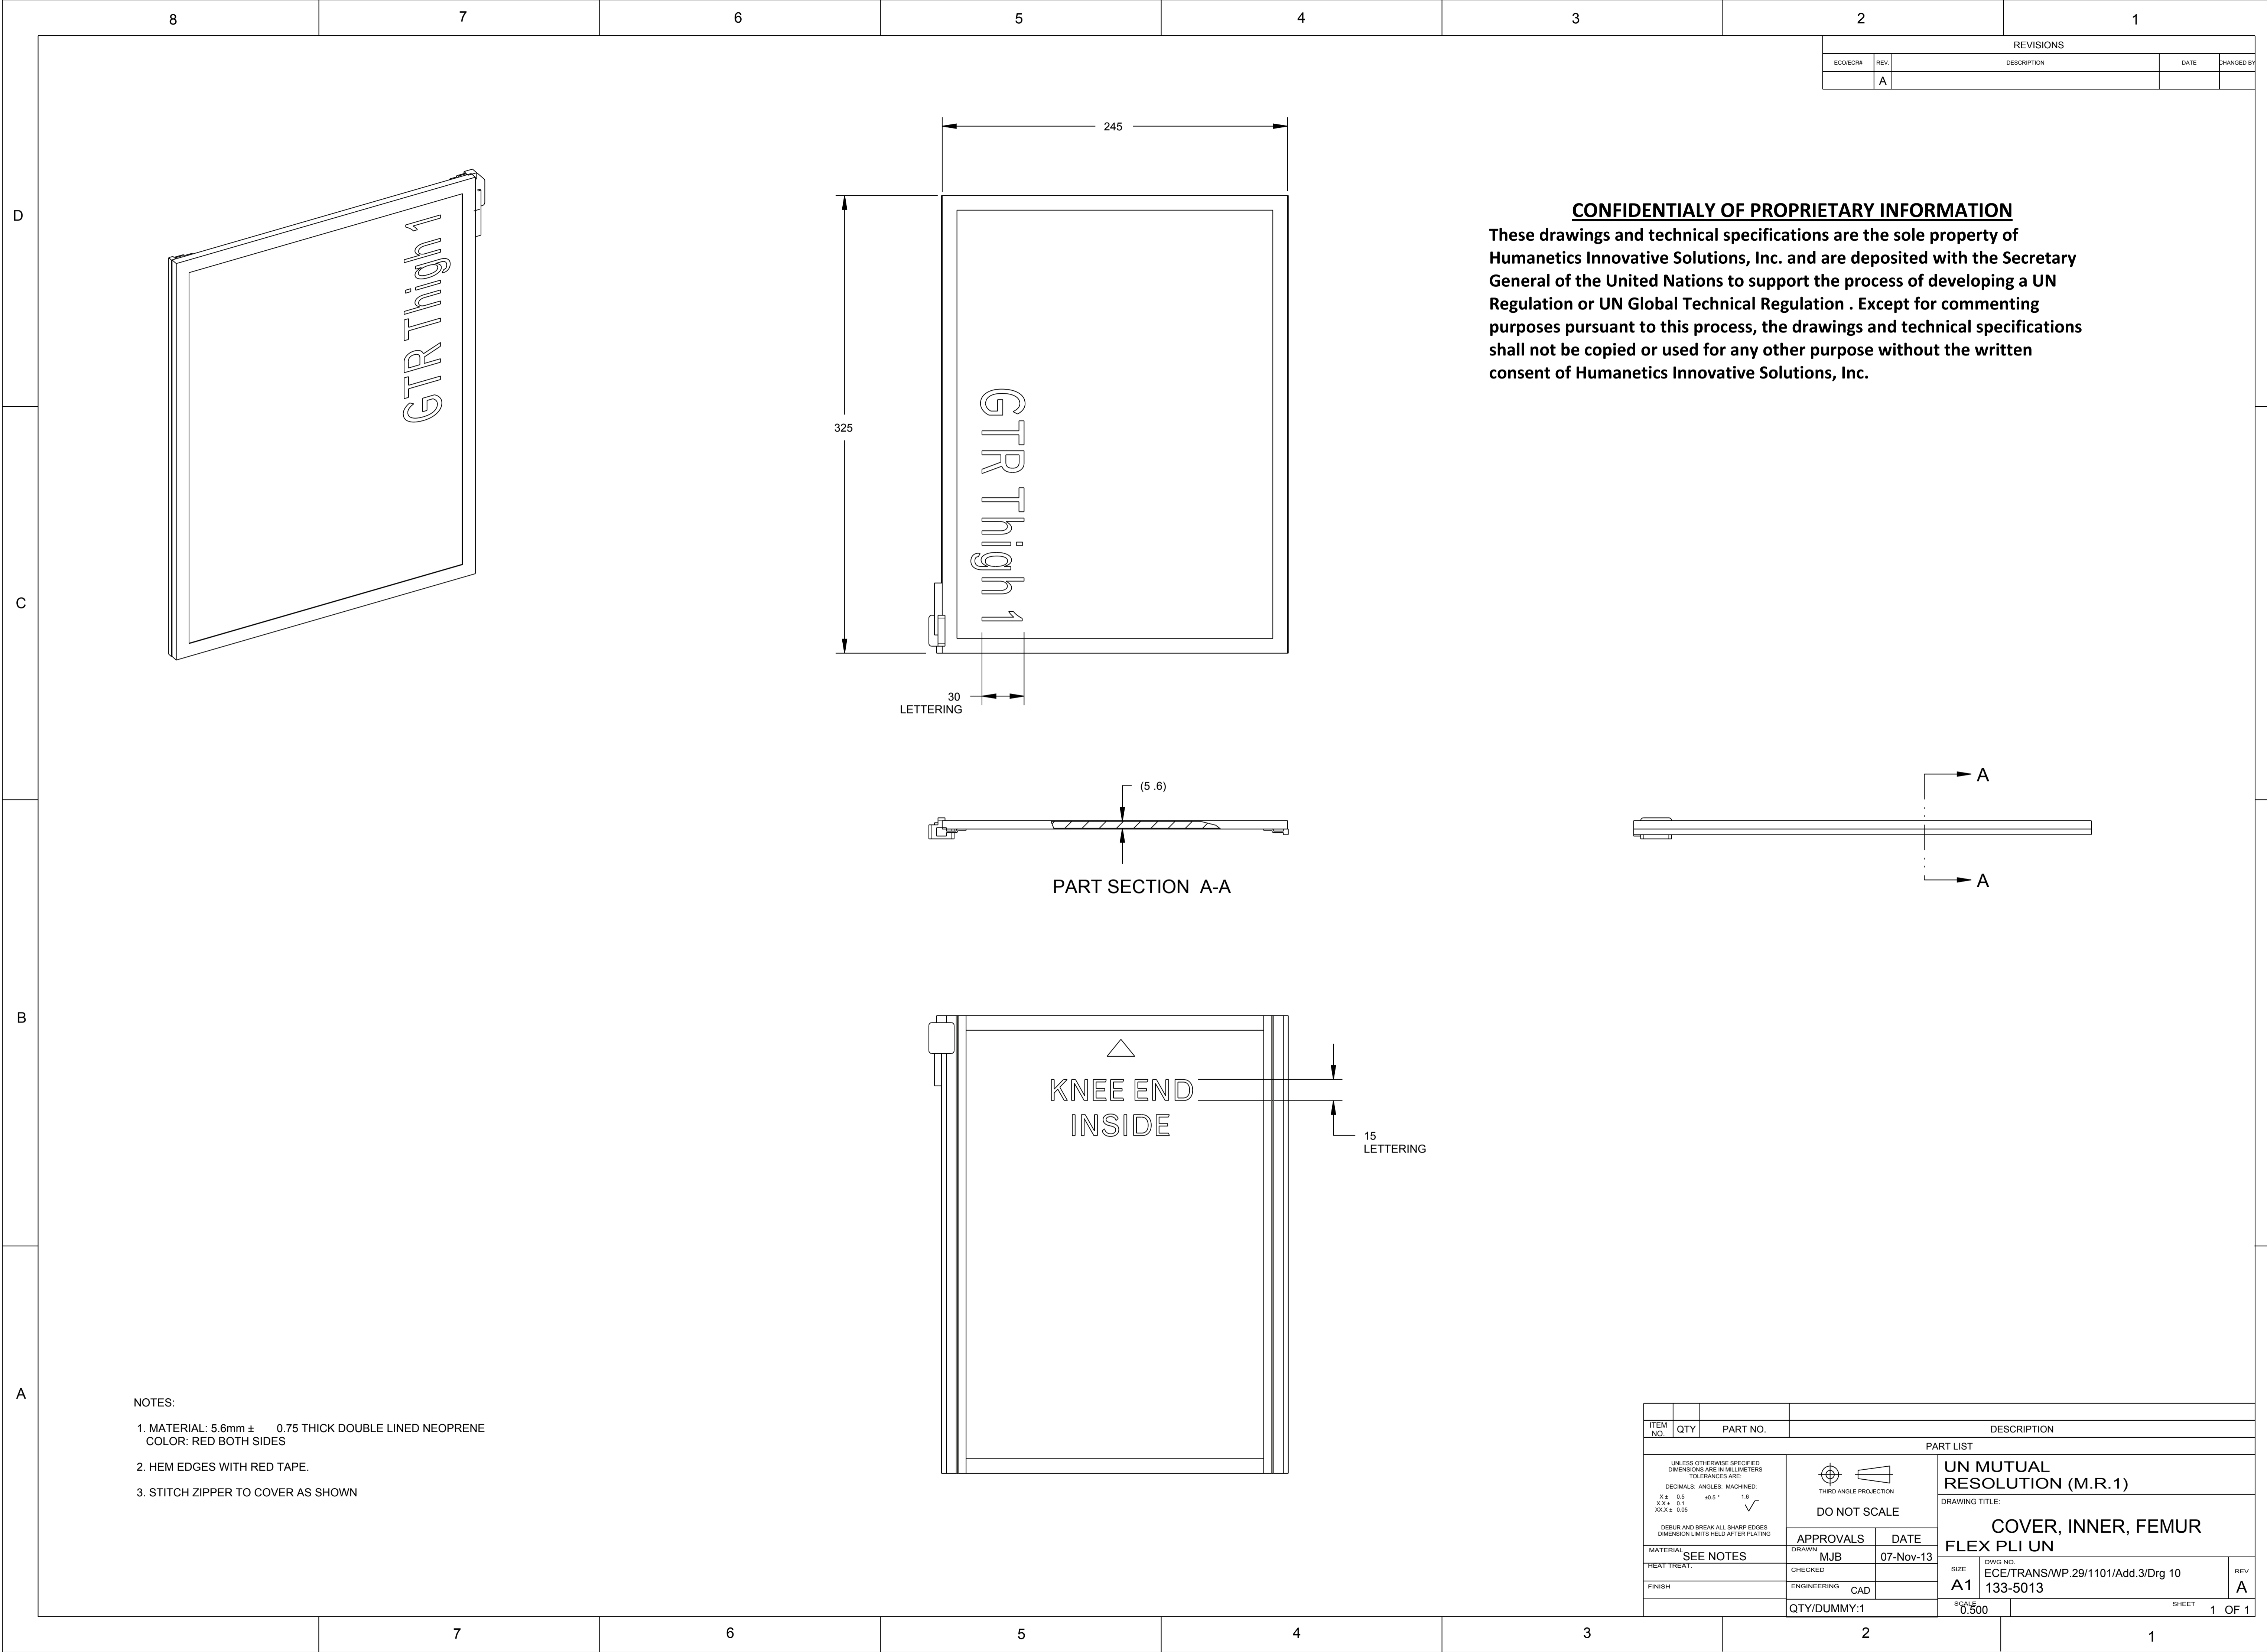 8 7 6 5 4 3 2 1
REVISIONS
ECO/ECR# REV. DESCRIPTION DATE CHANGED BY
A
245
D
CONFIDENTIALY OF PROPRIETARY INFORMATION
These drawings and technical specifications are the sole property of
Humanetics Innovative Solutions, Inc. and are deposited with the Secretary
General of the United Nations to support the process of developing a UN
Regulation or UN Global Technical Regulation . Except for commenting
purposes pursuant to this process, the drawings and technical specifications
shall not be copied or used for any other purpose without the written
consent of Humanetics Innovative Solutions, Inc.
GTR Thigh 1
325
GTR Thigh 1
C
30
LETTERING
(5 .6)
PART SECTION A-A
A
A
B
KNEE END
INSIDE
15
LETTERING
A
NOTES:
1. MATERIAL: 5.6mm ± 0.75 THICK DOUBLE LINED NEOPRENE
COLOR: RED BOTH SIDES
2. HEM EDGES WITH RED TAPE.
3. STITCH ZIPPER TO COVER AS SHOWN
ITEM NO. QTY PART NO. DESCRIPTION
PART LIST
UNLESS OTHERWISE SPECIFIED
DIMENSIONS ARE IN MILLIMETERS
TOLERANCES ARE:
DECIMALS: ANGLES: MACHINED:
X ± 0.5 ±0.5 ° 1.6
X.X ± 0.1
XX.X ± 0.05
DEBUR AND BREAK ALL SHARP EDGES
DIMENSION LIMITS HELD AFTER PLATING
MATERIAL SEE NOTES
HEAT TREAT.
FINISH
THIRD ANGLE PROJECTION
DO NOT SCALE
APPROVALS DATE
DRAWN MJB 07-Nov-13
CHECKED
ENGINEERING CAD
QTY/DUMMY:1
UN MUTUAL
RESOLUTION (M.R.1)
DRAWING TITLE:
COVER, INNER, FEMUR
FLEX PLI UN
SIZE A1
DWG NO.
ECE/TRANS/WP.29/1101/Add.3/Drg 10
133-5013
REV A
SCALE 0.500
SHEET 1 OF 1
7 6 5 4 3 2 1